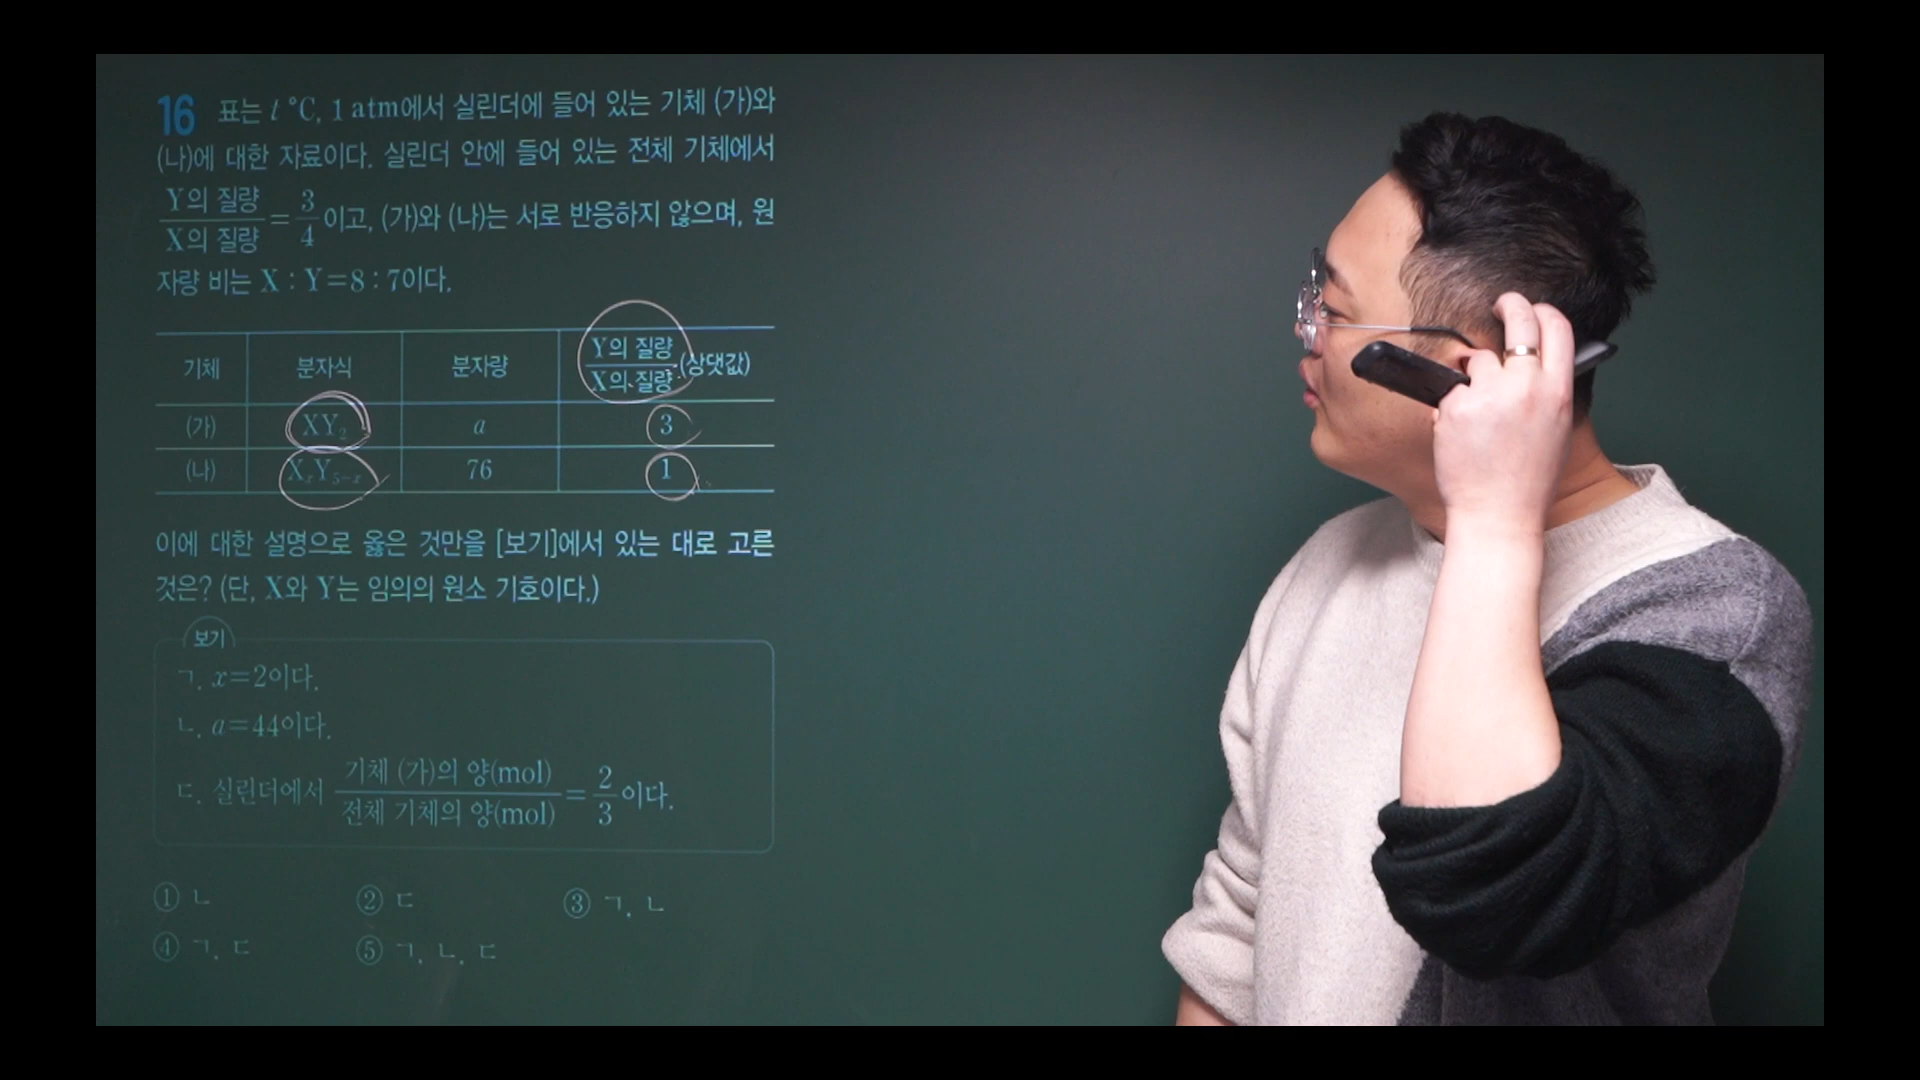 16 표는 t °C, 1 atm에서 실린더에 들어 있는 기체 (가)와
(나)에 대한 자료이다. 실린더 안에 들어 있는 전체 기체에서
Y의 질량/X의 질량 = 3/4 이고, (가)와 (나)는 서로 반응하지 않으며, 원
자량 비는 X : Y=8 : 7이다.
기체 분자식 분자량 Y의 질량/X의 질량 (상댓값)
(가) XY₂ a 3
(나) XₓY₅₋ₓ 76 1
이에 대한 설명으로 옳은 것만을 [보기]에서 있는 대로 고른
것은? (단, X와 Y는 임의의 원소 기호이다.)
보기
ㄱ. x=2이다.
ㄴ. a=44이다.
ㄷ. 실린더에서 기체 (가)의 양(mol)/전체 기체의 양(mol) = 2/3 이다.
① ㄴ ② ㄷ ③ ㄱ, ㄴ
④ ㄱ, ㄷ ⑤ ㄱ, ㄴ, ㄷ